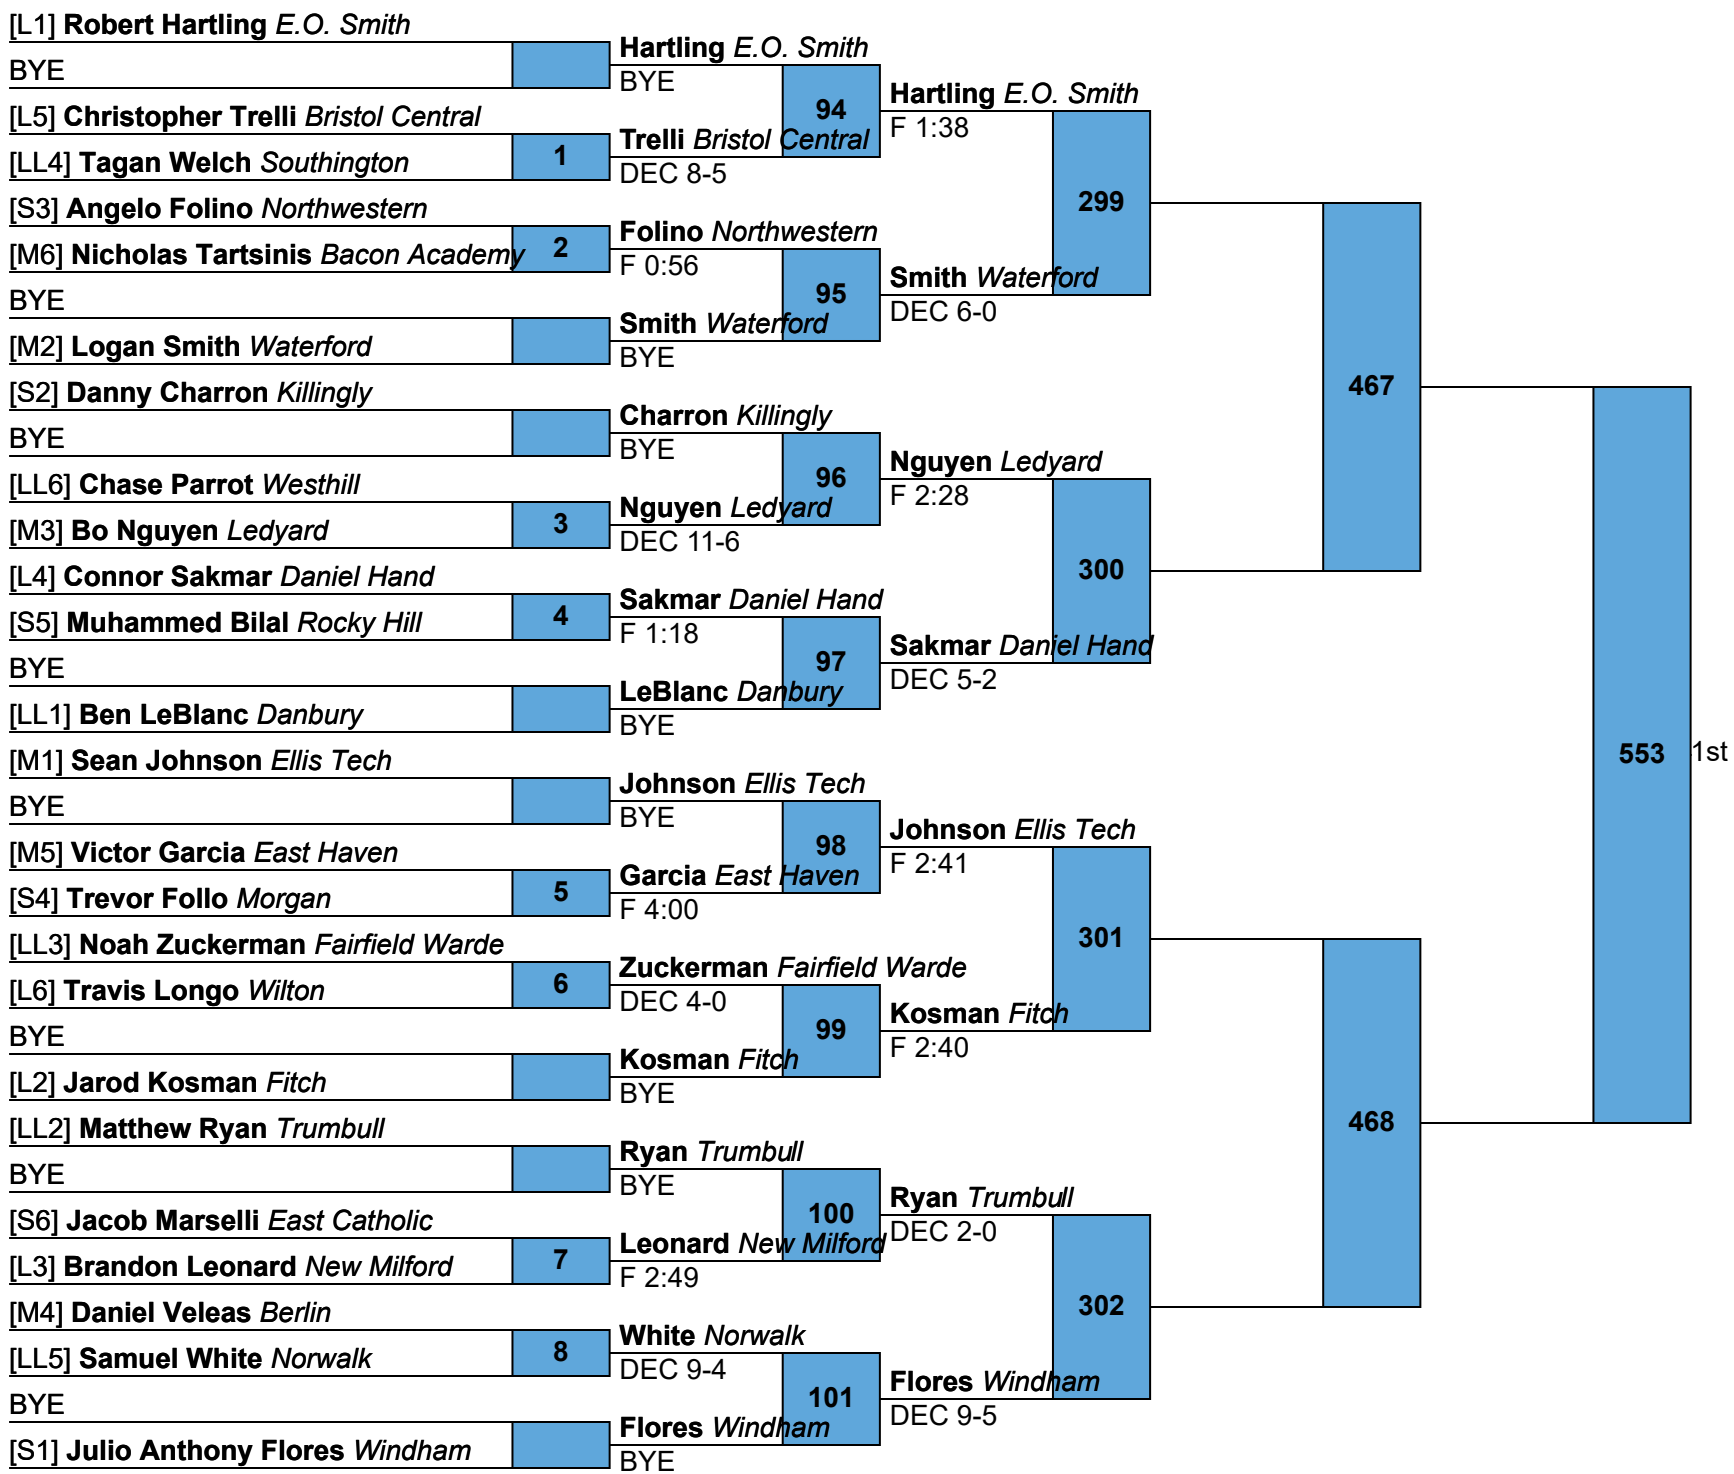 [L1] Robert Hartling E.O. Smith
BYE
[L5] Christopher Trelli Bristol Central
[LL4] Tagan Welch Southington
[S3] Angelo Folino Northwestern
[M6] Nicholas Tartsinis Bacon Academy
BYE
[M2] Logan Smith Waterford
[S2] Danny Charron Killingly
BYE
[LL6] Chase Parrot Westhill
[M3] Bo Nguyen Ledyard
[L4] Connor Sakmar Daniel Hand
[S5] Muhammed Bilal Rocky Hill
BYE
[LL1] Ben LeBlanc Danbury
[M1] Sean Johnson Ellis Tech
BYE
[M5] Victor Garcia East Haven
[S4] Trevor Follo Morgan
[LL3] Noah Zuckerman Fairfield Warde
[L6] Travis Longo Wilton
BYE
[L2] Jarod Kosman Fitch
[LL2] Matthew Ryan Trumbull
BYE
[S6] Jacob Marselli East Catholic
[L3] Brandon Leonard New Milford
[M4] Daniel Veleas Berlin
[LL5] Samuel White Norwalk
BYE
[S1] Julio Anthony Flores Windham
1
2
3
4
5
6
7
8
Hartling E.O. Smith
BYE
Trelli Bristol Central
DEC 8-5
Folino Northwestern
F 0:56
Smith Waterford
BYE
Charron Killingly
BYE
Nguyen Ledyard
DEC 11-6
Sakmar Daniel Hand
F 1:18
LeBlanc Danbury
BYE
Johnson Ellis Tech
BYE
Garcia East Haven
F 4:00
Zuckerman Fairfield Warde
DEC 4-0
Kosman Fitch
BYE
Ryan Trumbull
BYE
Leonard New Milford
F 2:49
White Norwalk
DEC 9-4
Flores Windham
BYE
94
95
96
97
98
99
100
101
Hartling E.O. Smith
F 1:38
Smith Waterford
DEC 6-0
Nguyen Ledyard
F 2:28
Sakmar Daniel Hand
DEC 5-2
Johnson Ellis Tech
F 2:41
Kosman Fitch
F 2:40
Ryan Trumbull
DEC 2-0
Flores Windham
DEC 9-5
299
300
301
302
467
468
553
1st